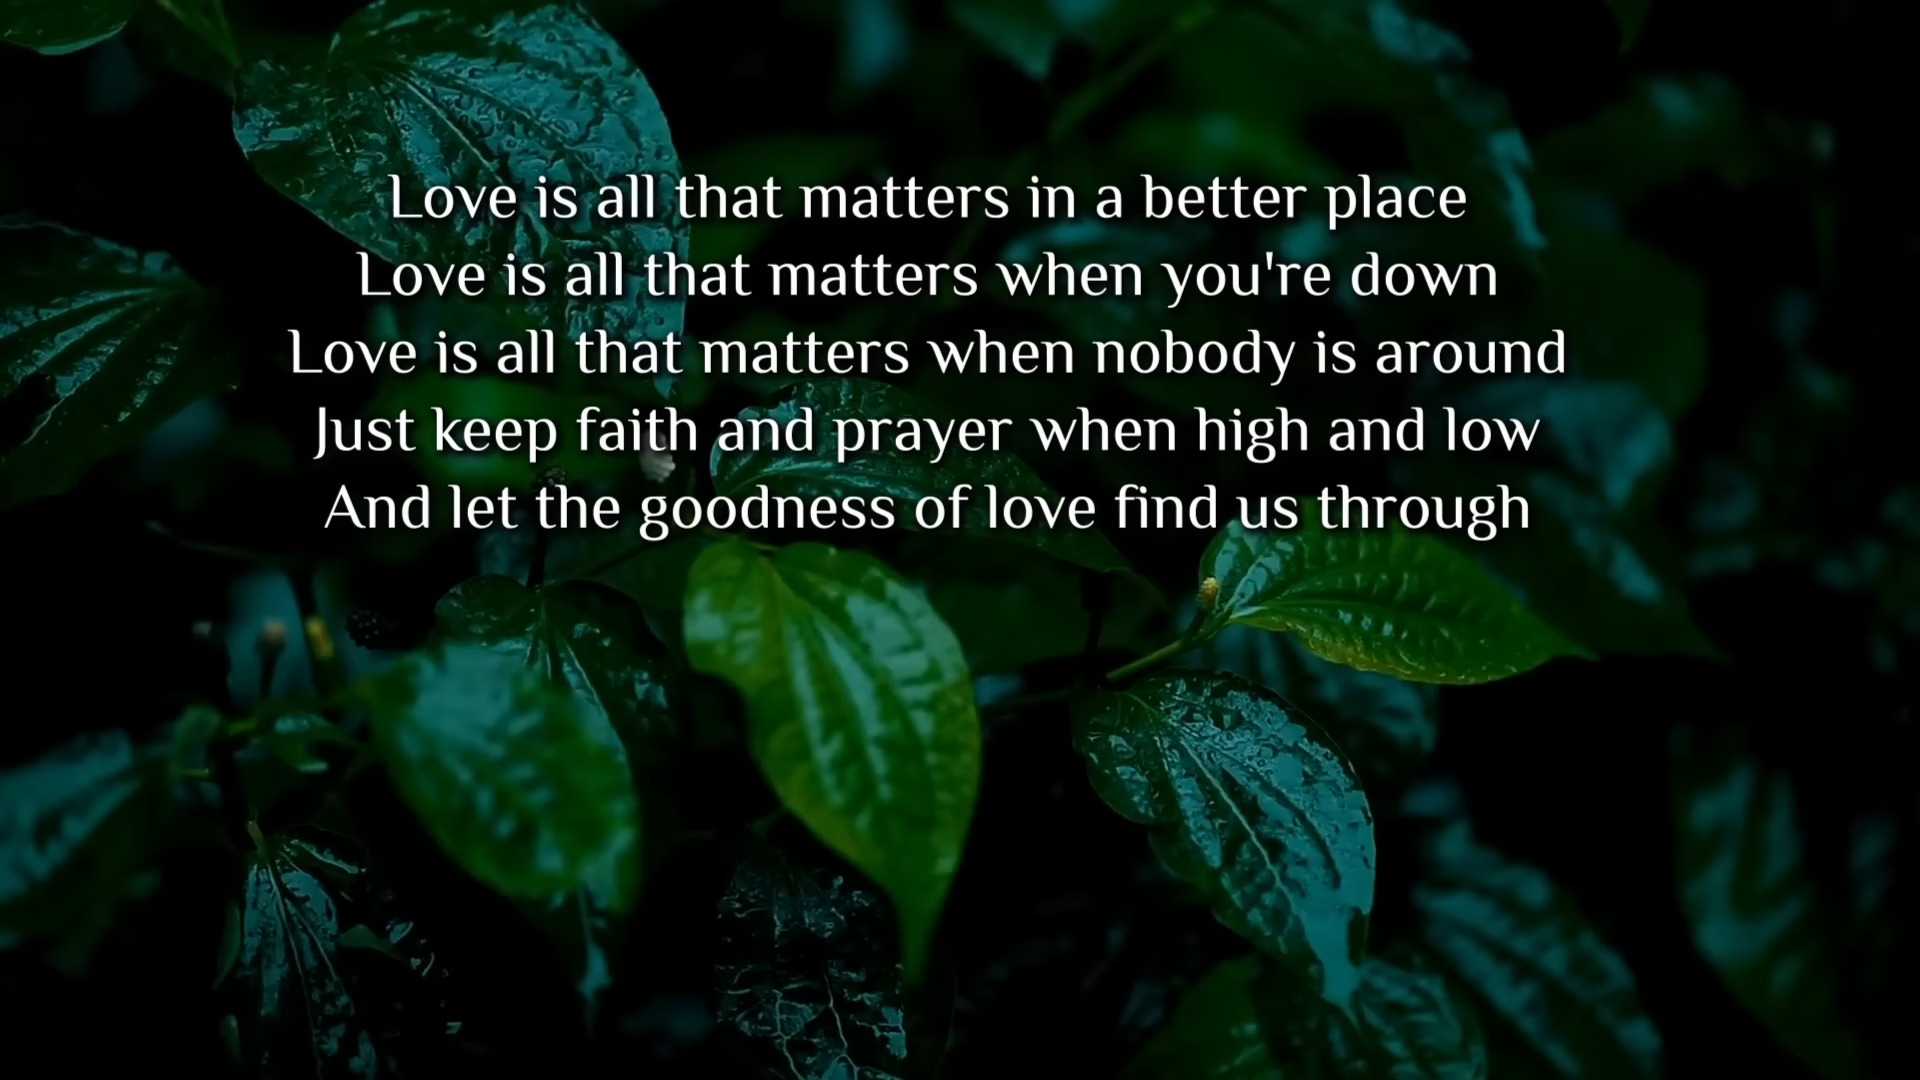 Love is all that matters in a better place
Love is all that matters when you're down
Love is all that matters when nobody is around
Just keep faith and prayer when high and low
And let the goodness of love find us through